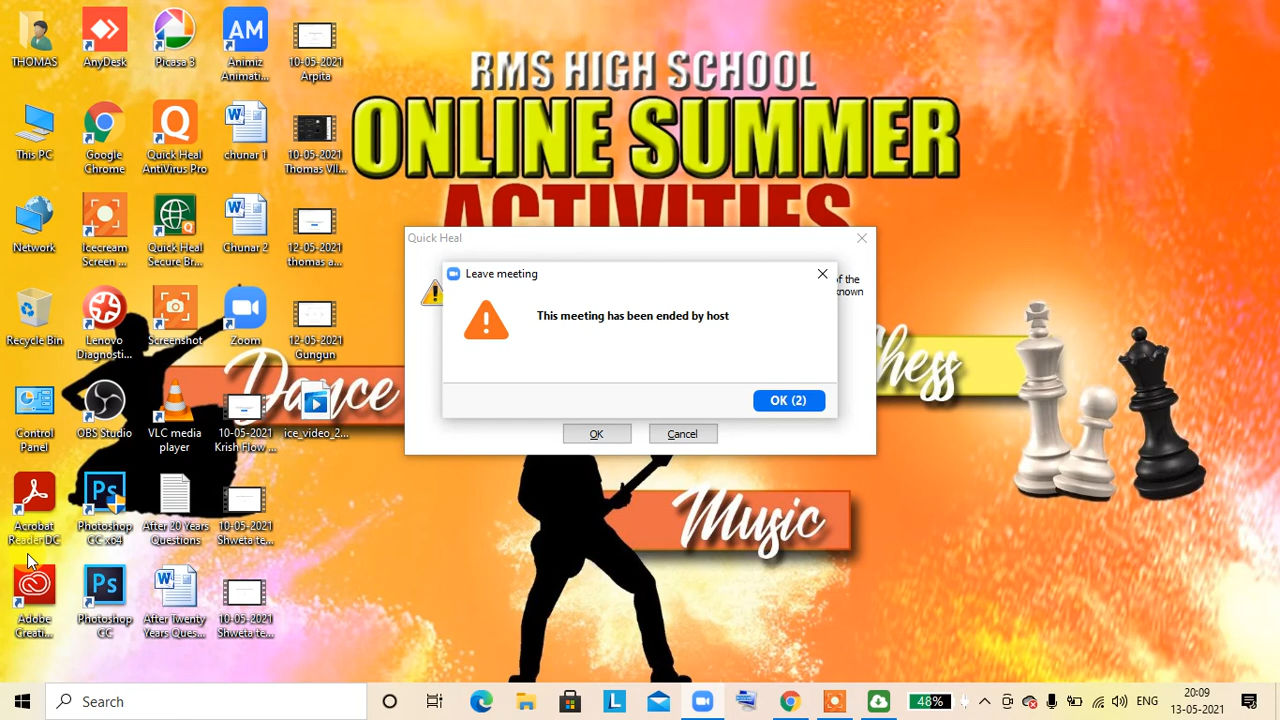 RMS HIGH SCHOOL
ONLINE SUMMER
ACTIVITIES
THOMAS
AnyDesk
Picasa 3
Animiz
Animati...
10-05-2021
Arpita
This PC
Google
Chrome
Quick Heal
AntiVirus Pro
chunar 1
10-05-2021
Thomas VII...
Network
Icecream
Screen ...
Quick Heal
Secure Br...
Chunar 2
12-05-2021
thomas a...
Recycle Bin
Lenovo
Diagnosti...
Screenshot
Zoom
12-05-2021
Gungun
Control
Panel
OBS Studio
VLC media
player
10-05-2021
Krish Flow ...
ice_video_2...
Acrobat
Reader DC
Photoshop
CC x64
After 20 Years
Questions
10-05-2021
Shweta te...
Adobe
Creati...
Photoshop
CC
After Twenty
Years Ques...
10-05-2021
Shweta te...
Quick Heal
of the
known
Leave meeting
This meeting has been ended by host
OK (2)
OK
Cancel
Dance
Chess
Music
Search
48%
ENG
20:09
13-05-2021